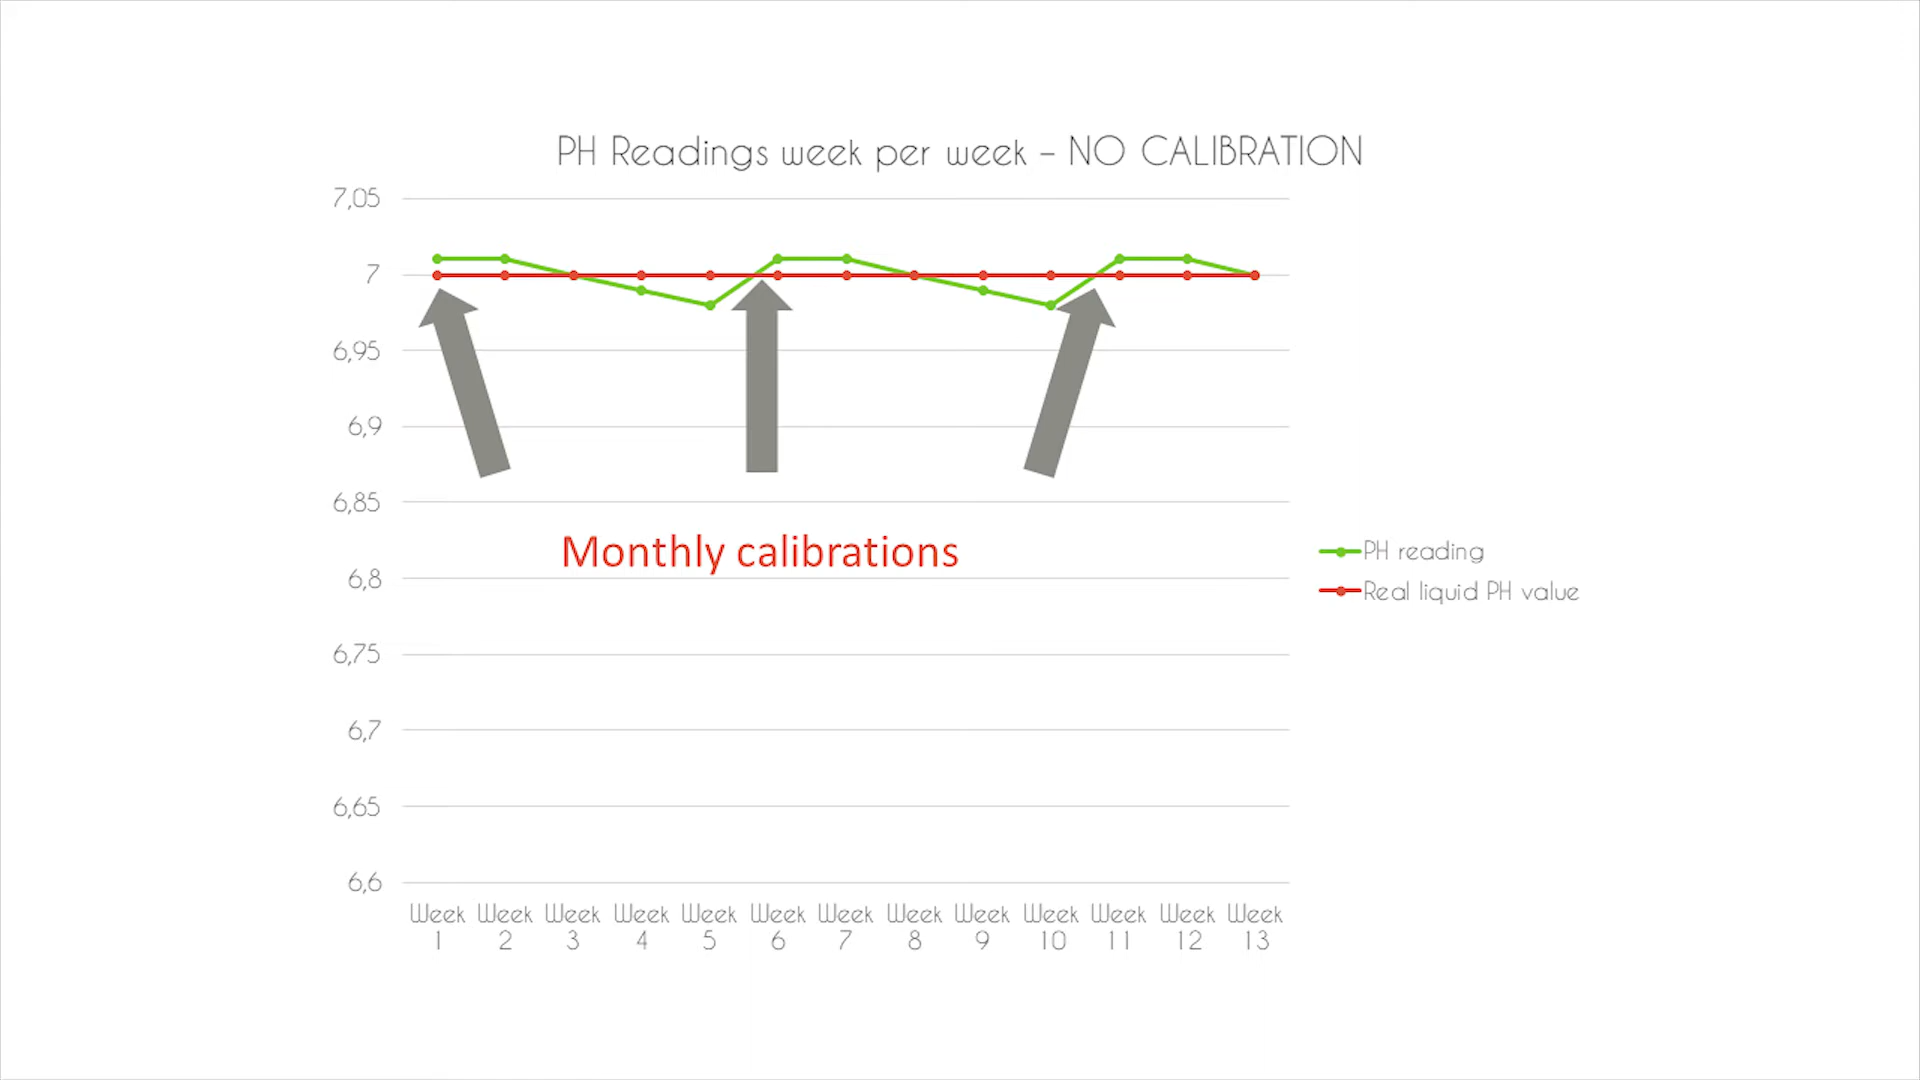 PH Readings week per week – NO CALIBRATION
7,05
7
6,95
6,9
6,85
Monthly calibrations
6,8
6,75
6,7
6,65
6,6
PH reading
Real liquid PH value
Week Week Week Week Week Week Week Week Week Week Week Week Week
1 2 3 4 5 6 7 8 9 10 11 12 13